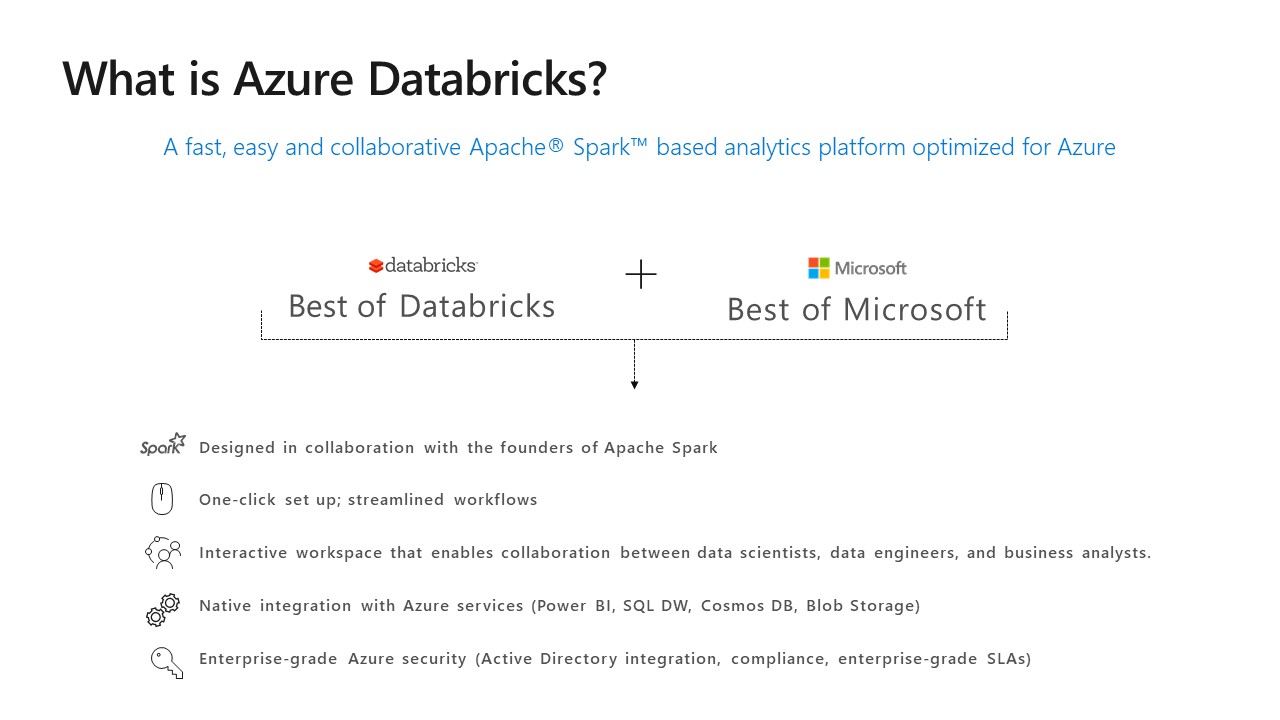 What is Azure Databricks?
A fast, easy and collaborative Apache® Spark™ based analytics platform optimized for Azure
databricks
Microsoft
Best of Databricks
Best of Microsoft
Spark
Designed in collaboration with the founders of Apache Spark
One-click set up; streamlined workflows
Interactive workspace that enables collaboration between data scientists, data engineers, and business analysts.
Native integration with Azure services (Power BI, SQL DW, Cosmos DB, Blob Storage)
Enterprise-grade Azure security (Active Directory integration, compliance, enterprise-grade SLAs)